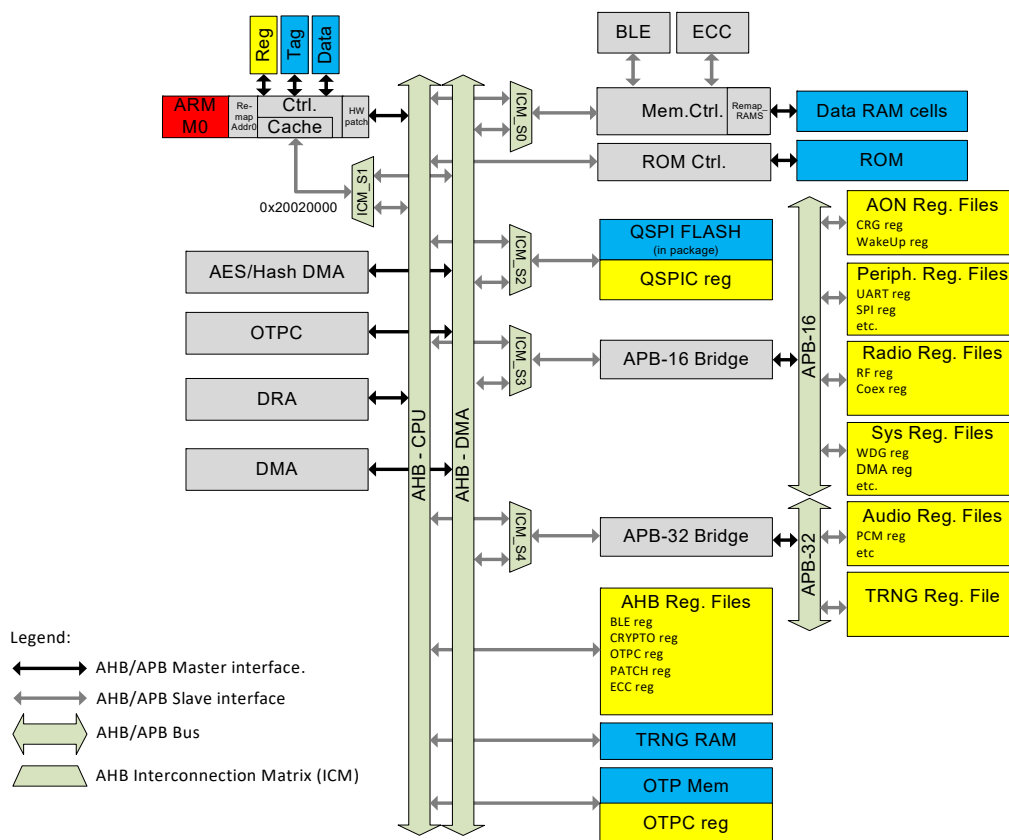 Reg
Tag
Data
ARM
M0
Re-
map
Addr0
Ctrl.
Cache
HW
patch
ICM_S1
0x20020000
AES/Hash DMA
OTPC
DRA
DMA
AHB - CPU
AHB - DMA
ICM_S0
ICM_S2
ICM_S3
ICM_S4
BLE
ECC
Mem.Ctrl.
Remap_
RAMS
Data RAM cells
ROM Ctrl.
ROM
QSPI FLASH
(in package)
QSPIC reg
APB-16 Bridge
APB-32 Bridge
AHB Reg. Files
BLE reg
CRYPTO reg
OTPC reg
PATCH reg
ECC reg
TRNG RAM
OTP Mem
OTPC reg
APB-16
APB-32
AON Reg. Files
CRG reg
WakeUp reg
Periph. Reg. Files
UART reg
SPI reg
etc.
Radio Reg. Files
RF reg
Coex reg
Sys Reg. Files
WDG reg
DMA reg
etc.
Audio Reg. Files
PCM reg
etc
TRNG Reg. File
Legend:
AHB/APB Master interface.
AHB/APB Slave interface
AHB/APB Bus
AHB Interconnection Matrix (ICM)